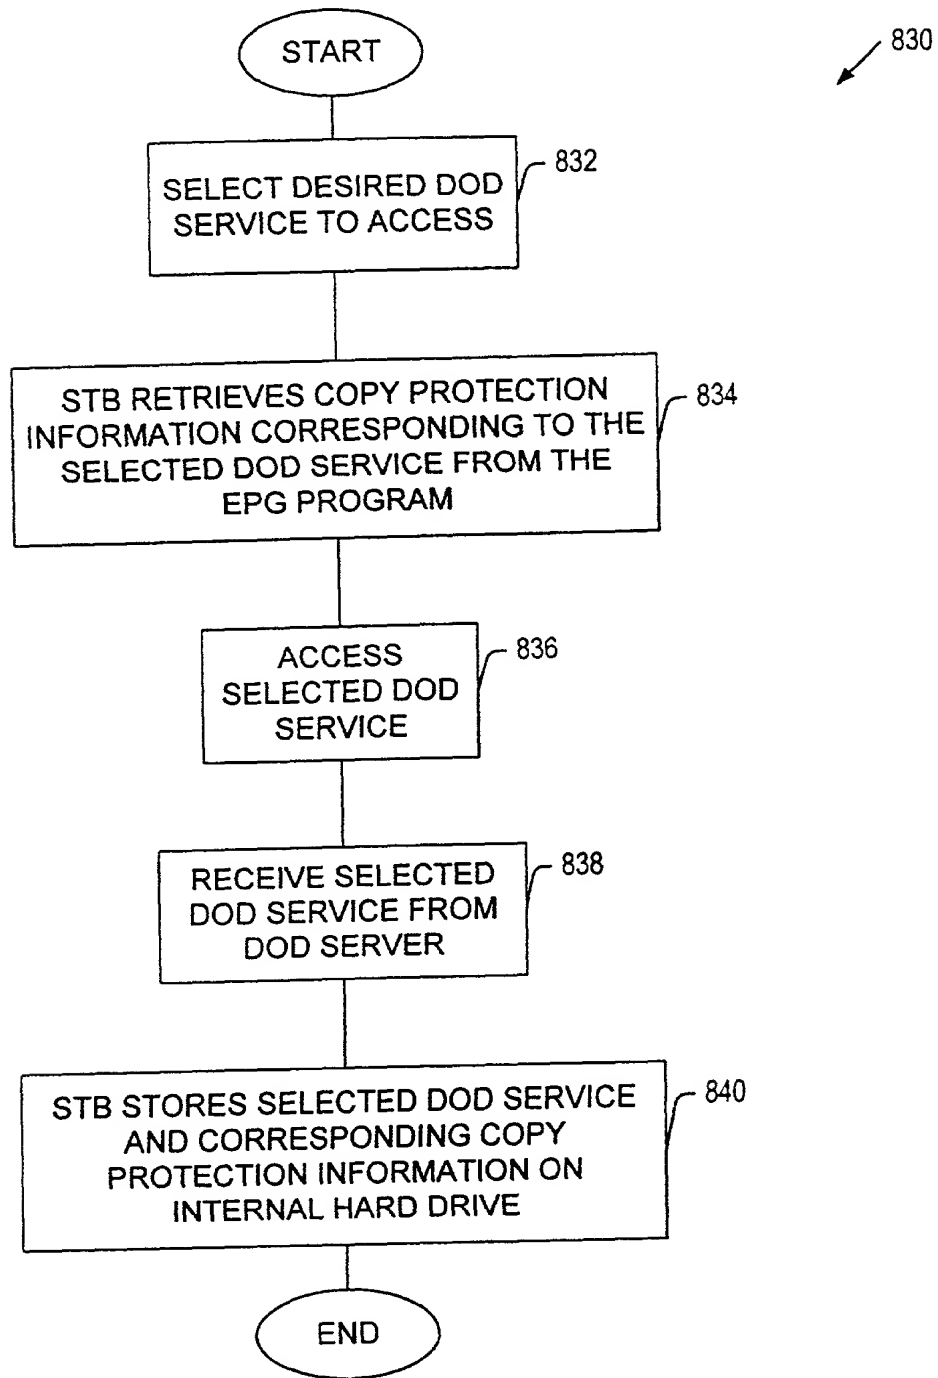 START
830
SELECT DESIRED DOD
SERVICE TO ACCESS
832
STB RETRIEVES COPY PROTECTION
INFORMATION CORRESPONDING TO THE
SELECTED DOD SERVICE FROM THE
EPG PROGRAM
834
ACCESS
SELECTED DOD
SERVICE
836
RECEIVE SELECTED
DOD SERVICE FROM
DOD SERVER
838
STB STORES SELECTED DOD SERVICE
AND CORRESPONDING COPY
PROTECTION INFORMATION ON
INTERNAL HARD DRIVE
840
END